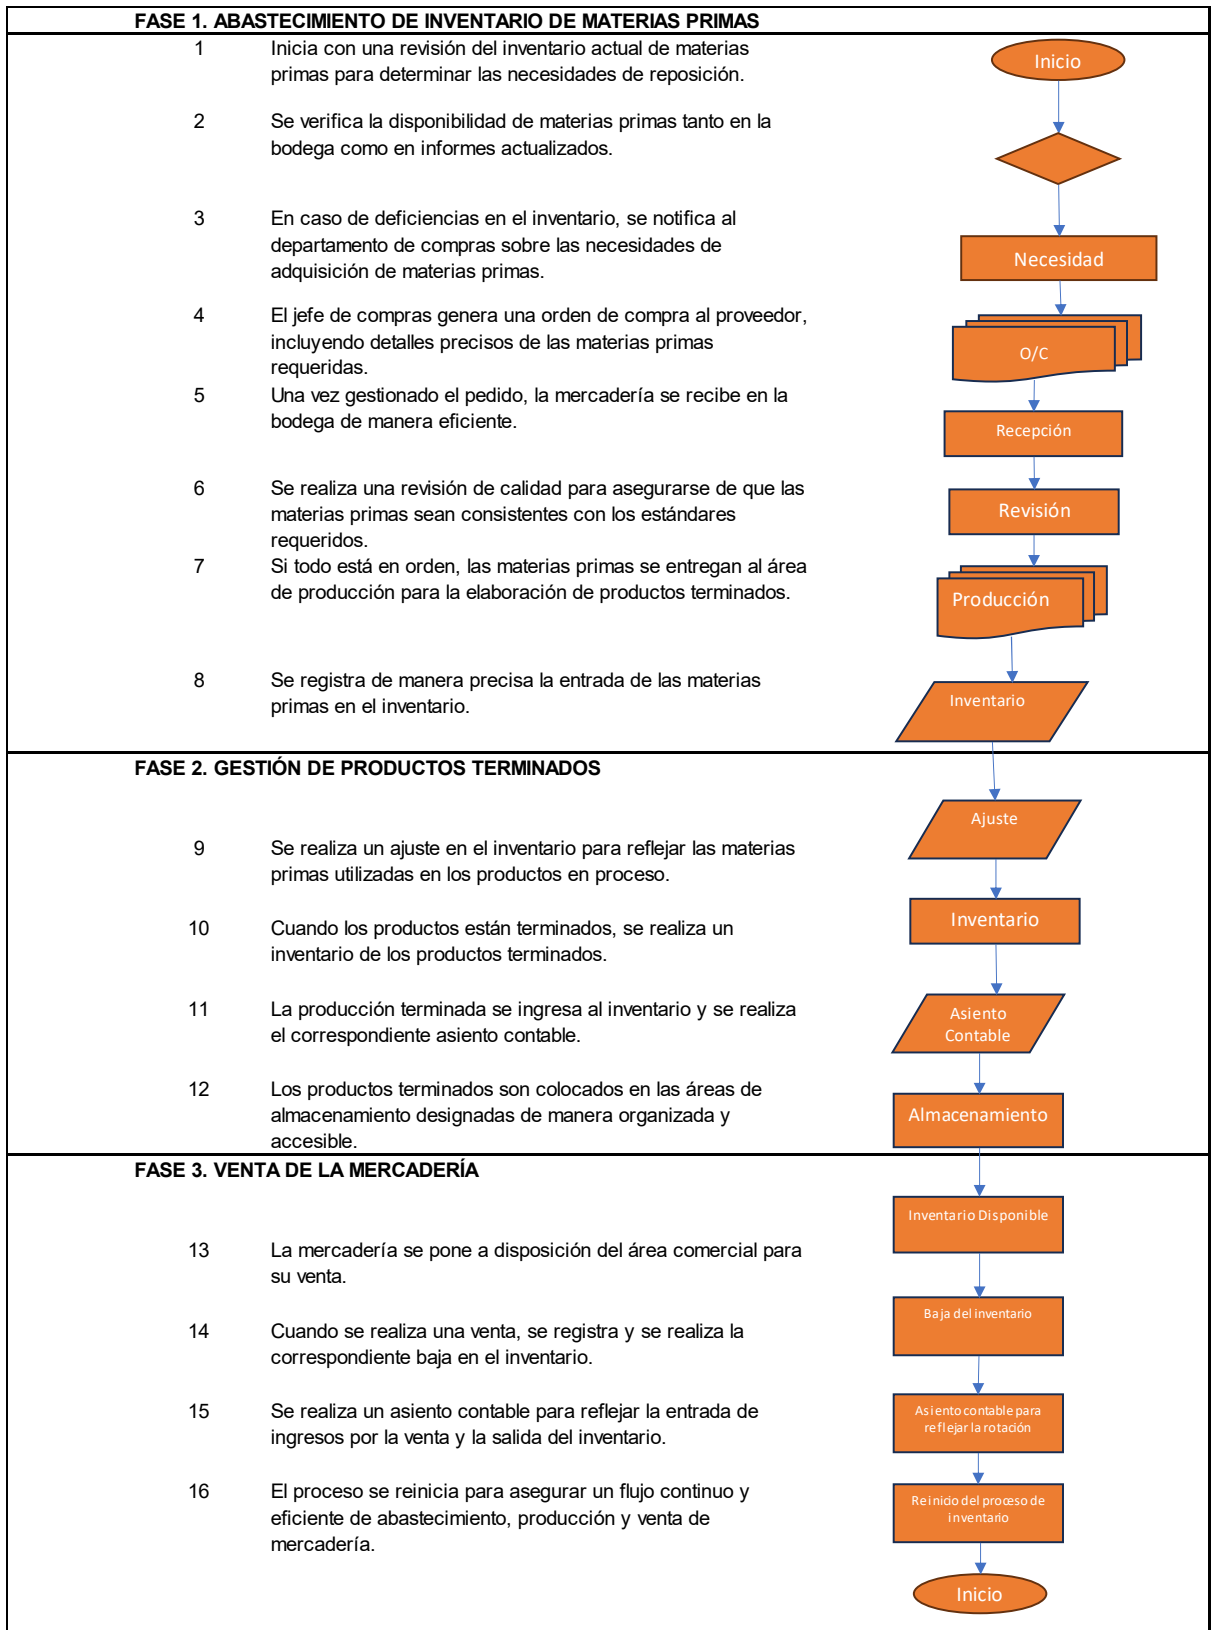 FASE 1. ABASTECIMIENTO DE INVENTARIO DE MATERIAS PRIMAS
1 Inicia con una revisión del inventario actual de materias
primas para determinar las necesidades de reposición.
Inicio
2 Se verifica la disponibilidad de materias primas tanto en la
bodega como en informes actualizados.
3 En caso de deficiencias en el inventario, se notifica al
departamento de compras sobre las necesidades de
adquisición de materias primas.
Necesidad
4 El jefe de compras genera una orden de compra al proveedor,
incluyendo detalles precisos de las materias primas
requeridas.
O/C
5 Una vez gestionado el pedido, la mercadería se recibe en la
bodega de manera eficiente.
Recepción
6 Se realiza una revisión de calidad para asegurarse de que las
materias primas sean consistentes con los estándares
requeridos.
Revisión
7 Si todo está en orden, las materias primas se entregan al área
de producción para la elaboración de productos terminados.
Producción
8 Se registra de manera precisa la entrada de las materias
primas en el inventario.
Inventario
FASE 2. GESTIÓN DE PRODUCTOS TERMINADOS
Ajuste
9 Se realiza un ajuste en el inventario para reflejar las materias
primas utilizadas en los productos en proceso.
10 Cuando los productos están terminados, se realiza un
inventario de los productos terminados.
Inventario
11 La producción terminada se ingresa al inventario y se realiza
el correspondiente asiento contable.
Asiento
Contable
12 Los productos terminados son colocados en las áreas de
almacenamiento designadas de manera organizada y
accesible.
Almacenamiento
FASE 3. VENTA DE LA MERCADERÍA
Inventario Disponible
13 La mercadería se pone a disposición del área comercial para
su venta.
14 Cuando se realiza una venta, se registra y se realiza la
correspondiente baja en el inventario.
Baja del inventario
15 Se realiza un asiento contable para reflejar la entrada de
ingresos por la venta y la salida del inventario.
Asiento contable para
reflejar la rotación
16 El proceso se reinicia para asegurar un flujo continuo y
eficiente de abastecimiento, producción y venta de
mercadería.
Reinicio del proceso de
inventario
Inicio